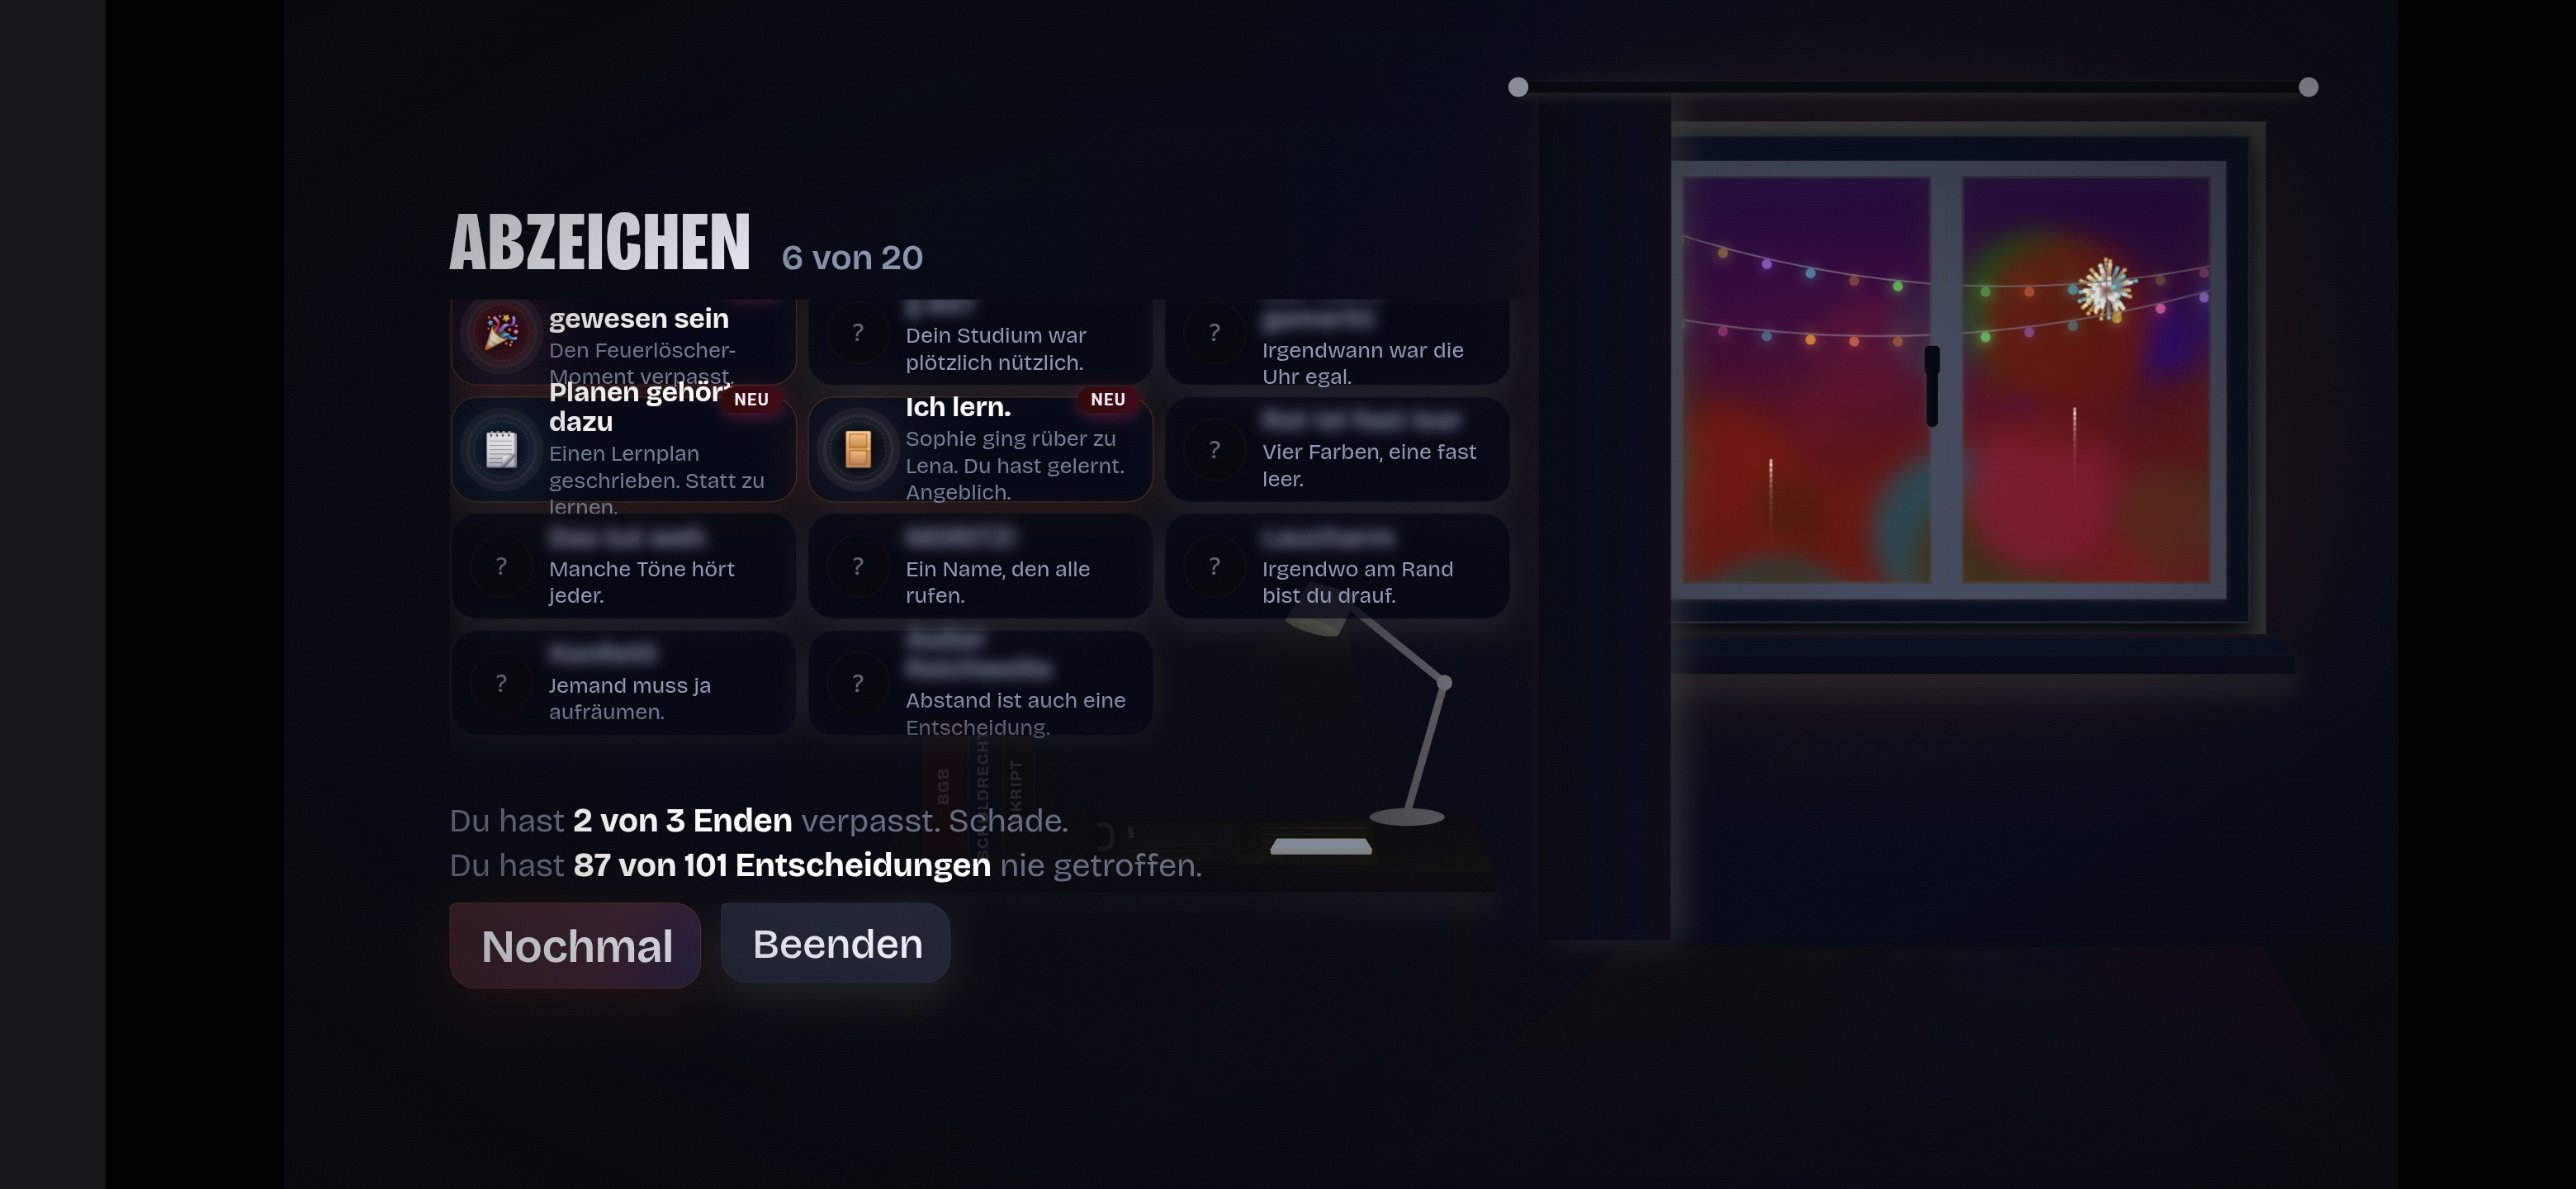 ABZEICHEN 6 von 20
gewesen sein
Den Feuerlöscher-
Moment verpasst.
?
Dein Studium war
plötzlich nützlich.
?
Irgendwann war die
Uhr egal.
Planen gehört
dazu
NEU
Einen Lernplan
geschrieben. Statt zu
lernen.
Ich lern.
NEU
Sophie ging rüber zu
Lena. Du hast gelernt.
Angeblich.
?
Vier Farben, eine fast
leer.
?
Manche Töne hört
jeder.
?
Ein Name, den alle
rufen.
?
Irgendwo am Rand
bist du drauf.
?
Jemand muss ja
aufräumen.
?
Abstand ist auch eine
Entscheidung.
BGB
SCHULDRECHT
SKRIPT
§
Du hast 2 von 3 Enden verpasst. Schade.
Du hast 87 von 101 Entscheidungen nie getroffen.
Nochmal
Beenden